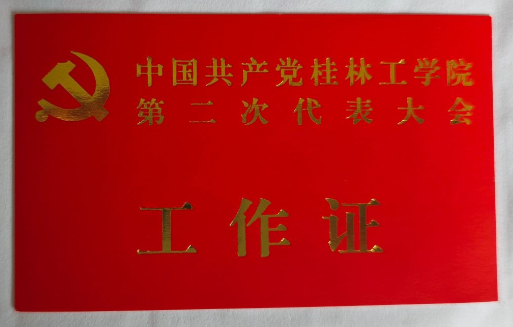 中国共产党桂林工学院
第二次代表大会
工作证